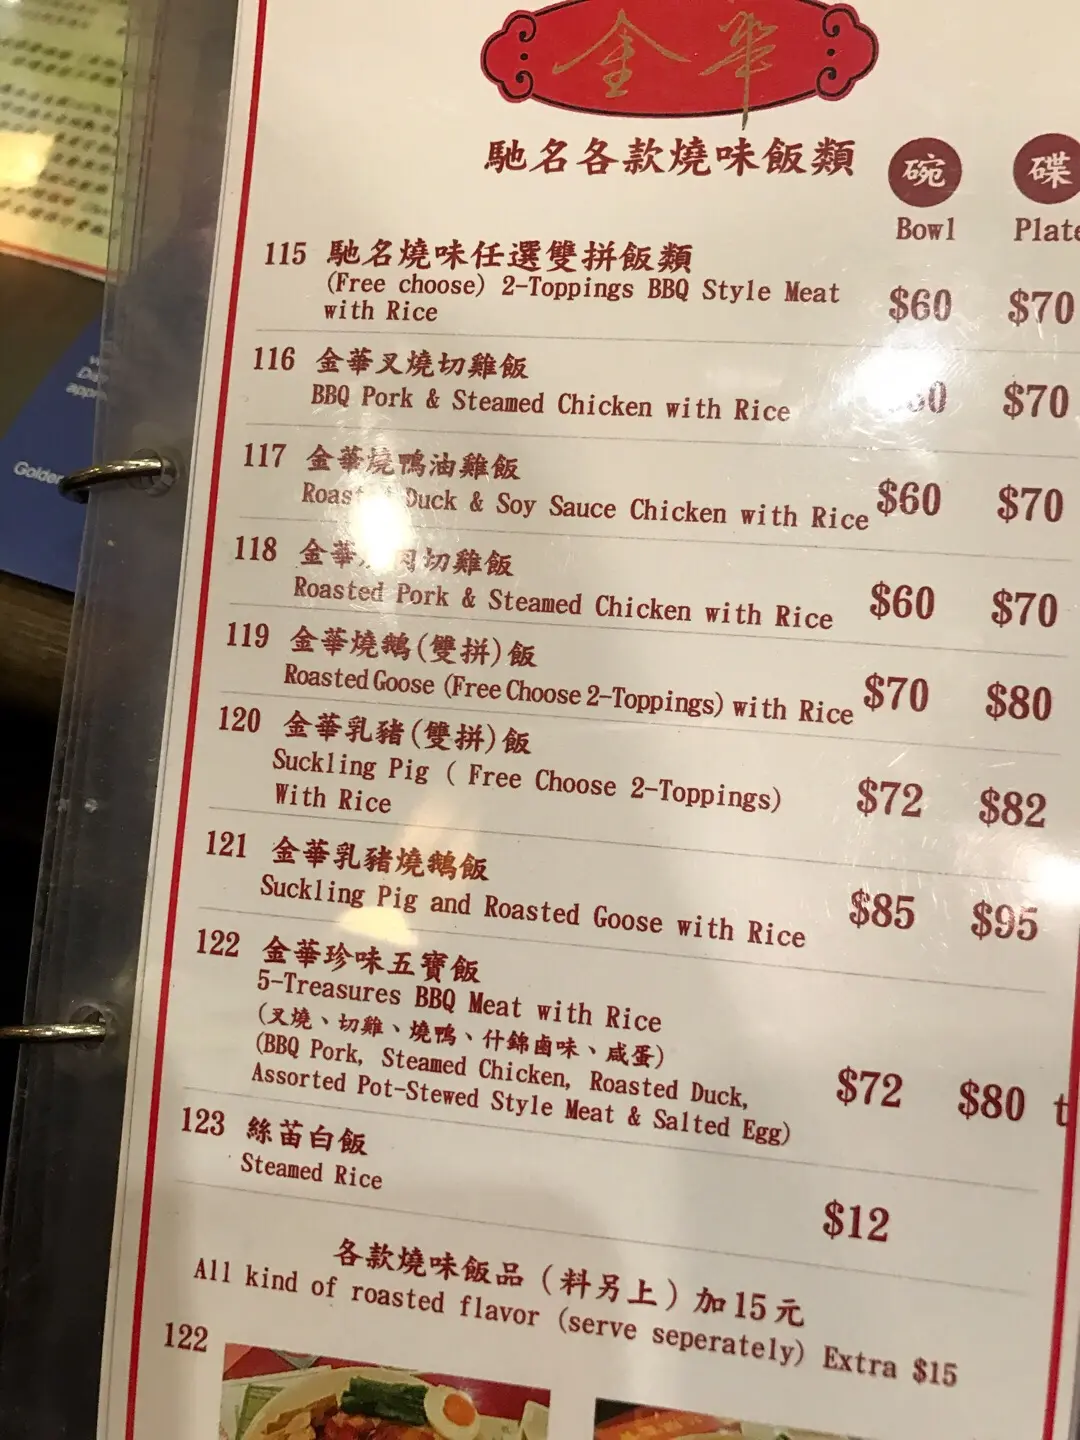 金華
馳名各款燒味飯類
碗 碟
Bowl Plate
115 馳名燒味任選雙拼飯類
(Free choose) 2-Toppings BBQ Style Meat
with Rice
$60 $70
116 金華叉燒切雞飯
BBQ Pork & Steamed Chicken with Rice
$70
117 金華燒鴨油雞飯
Duck & Soy Sauce Chicken with Rice
$60 $70
118 金華 肉切雞飯
Roasted Pork & Steamed Chicken with Rice
$60 $70
119 金華燒鵝(雙拼)飯
Roasted Goose (Free Choose 2-Toppings) with Rice
$70 $80
120 金華乳豬(雙拼)飯
Suckling Pig ( Free Choose 2-Toppings)
With Rice
$72 $82
121 金華乳豬燒鵝飯
Suckling Pig and Roasted Goose with Rice
$85 $95
122 金華珍味五寶飯
5-Treasures BBQ Meat with Rice
(叉燒、切雞、燒鴨、什錦鹵味、咸蛋)
(BBQ Pork, Steamed Chicken, Roasted Duck,
Assorted Pot-Stewed Style Meat & Salted Egg)
$72 $80
123 絲苗白飯
Steamed Rice
$12
各款燒味飯品（料另上）加15元
All kind of roasted flavor (serve seperately) Extra $15
122
Golden